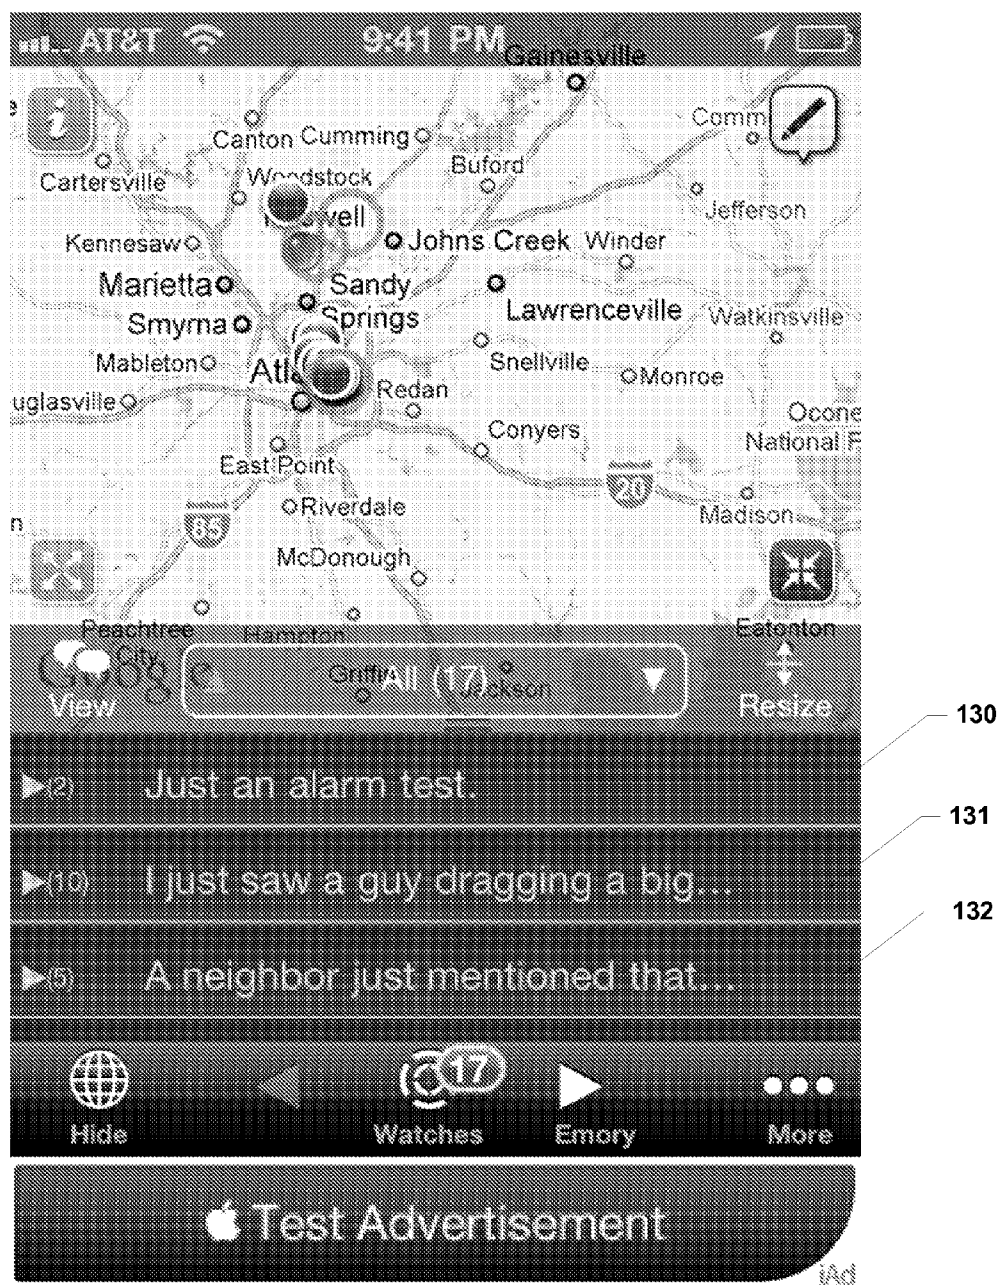 AT&T 9:41 PM
Gainesville
Comm
Canton Cumming
Buford
Cartersville
Woodstock
Jefferson
Kennesaw
Johns Creek Winder
Marietta
Sandy
Springs
Lawrenceville
Smyrna
Watkinsville
Mableton
Snellville
Redan
Monroe
uglasville
Ocone
National F
Conyers
East Point
20
Riverdale
85
Madison
n
McDonough
Peachtree
City
Hampton
Eatonton
Griffin
All (17)
Jackson
View
Resize
130
(2) Just an alarm test.
131
(10) I just saw a guy dragging a big...
132
(5) A neighbor just mentioned that...
17
Hide
Watches
Emory
More
Test Advertisement
iAd